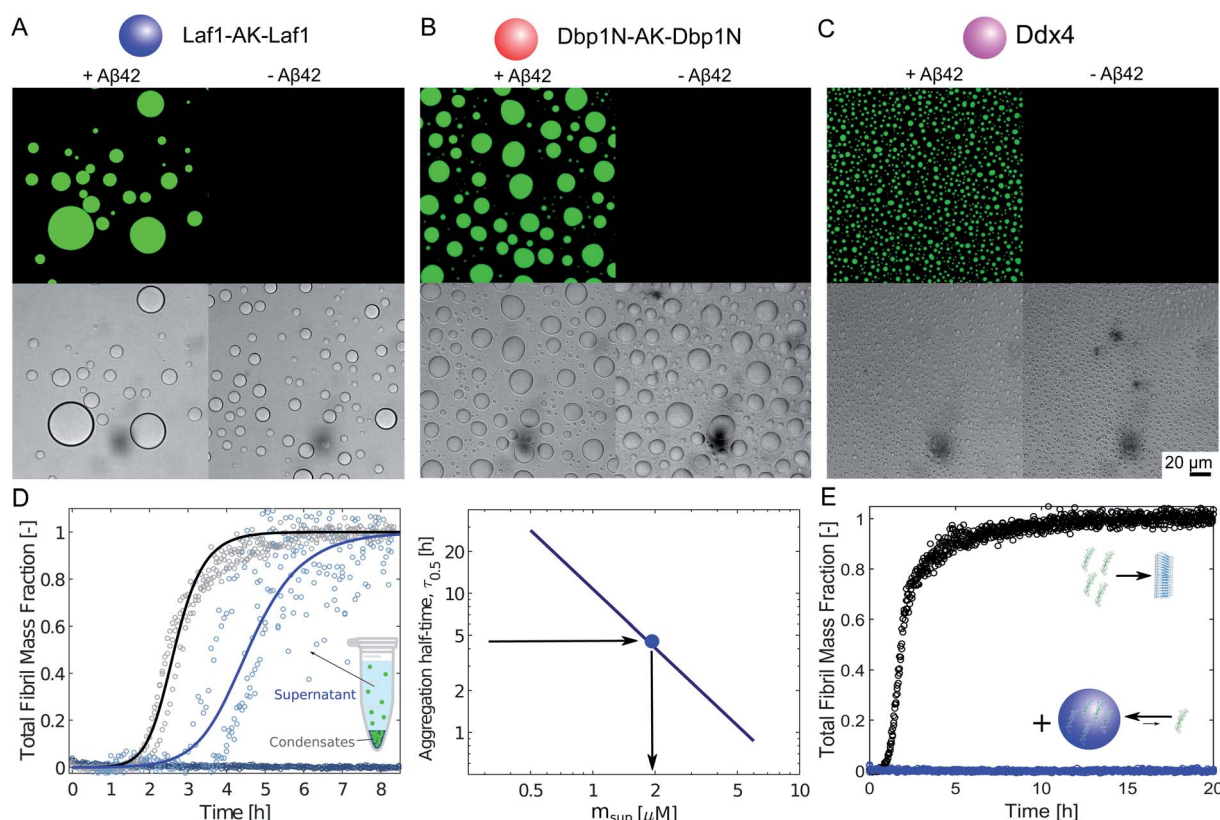 A
Laf1-AK-Laf1
+ Aβ42
- Aβ42
B
Dbp1N-AK-Dbp1N
+ Aβ42
- Aβ42
C
Ddx4
+ Aβ42
- Aβ42
20 μm
D
Total Fibril Mass Fraction [-]
1
0.8
0.6
0.4
0.2
0
0 1 2 3 4 5 6 7 8
Time [h]
Supernatant
Condensates
Aggregation half-time, τ0.5 [h]
20
10
5
2
1
0.5 1 2 5 10
msup [μM]
E
Total Fibril Mass Fraction [-]
1
0.8
0.6
0.4
0.2
0
0 5 10 15 20
Time [h]
+